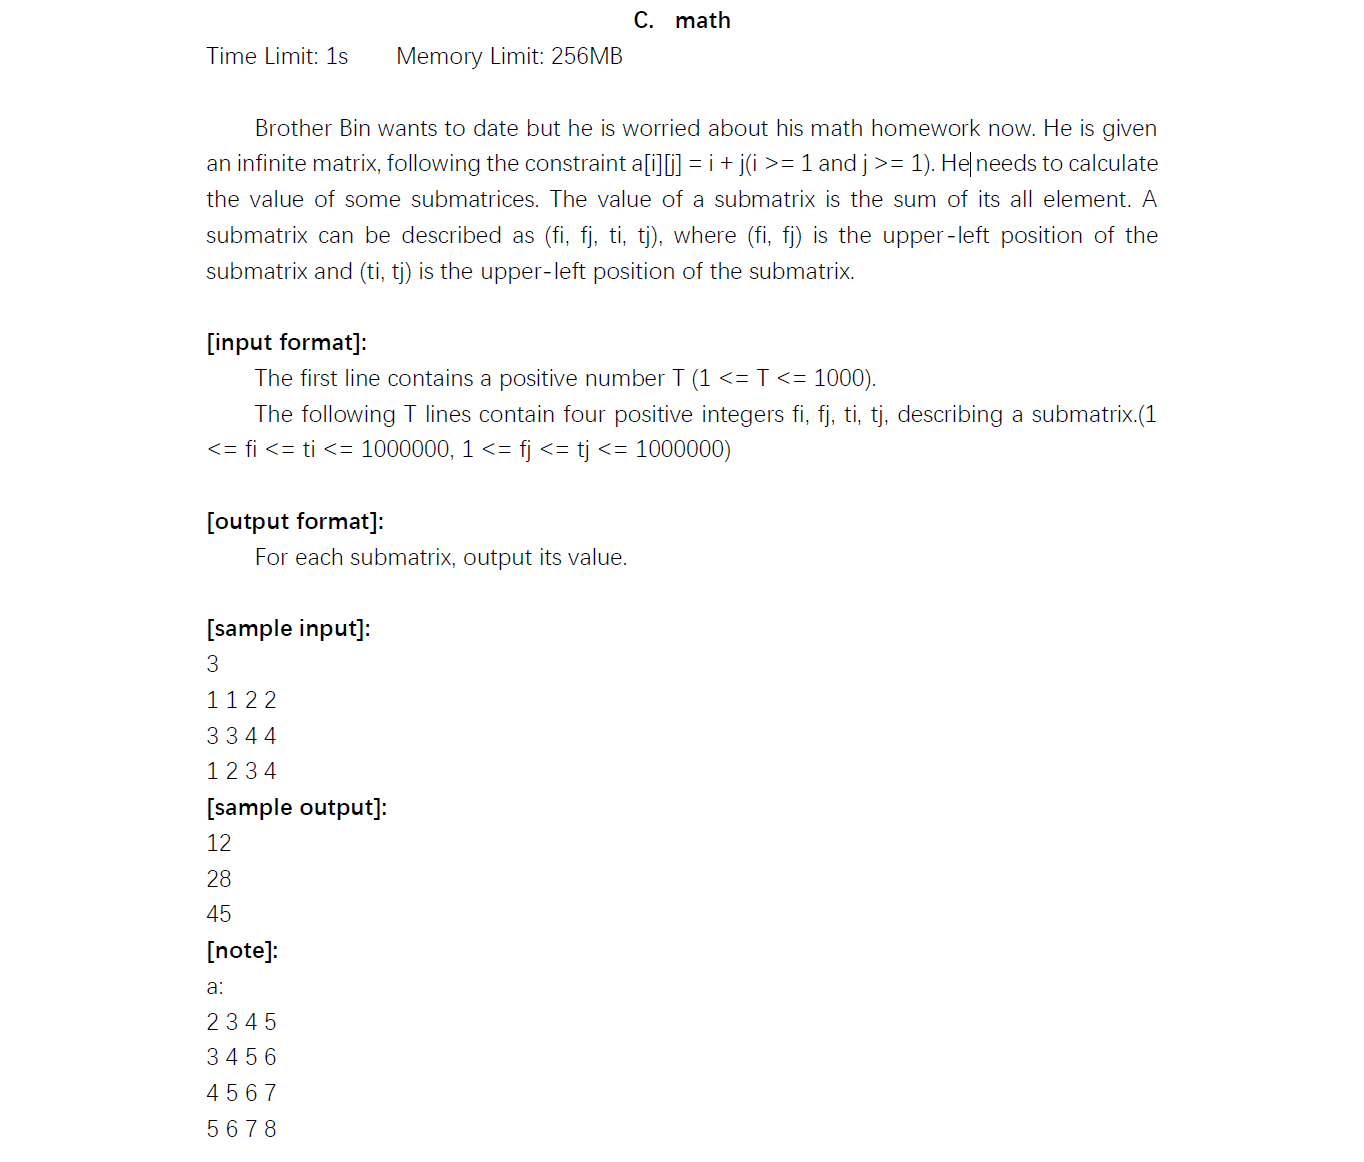 C. math
Time Limit: 1s Memory Limit: 256MB
Brother Bin wants to date but he is worried about his math homework now. He is given
an infinite matrix, following the constraint a[i][j] = i + j(i >= 1 and j >= 1). He needs to calculate
the value of some submatrices. The value of a submatrix is the sum of its all element. A
submatrix can be described as (fi, fj, ti, tj), where (fi, fj) is the upper-left position of the
submatrix and (ti, tj) is the upper-left position of the submatrix.
[input format]:
The first line contains a positive number T (1 <= T <= 1000).
The following T lines contain four positive integers fi, fj, ti, tj, describing a submatrix.(1
<= fi <= ti <= 1000000, 1 <= fj <= tj <= 1000000)
[output format]:
For each submatrix, output its value.
[sample input]:
3
1 1 2 2
3 3 4 4
1 2 3 4
[sample output]:
12
28
45
[note]:
a:
2 3 4 5
3 4 5 6
4 5 6 7
5 6 7 8